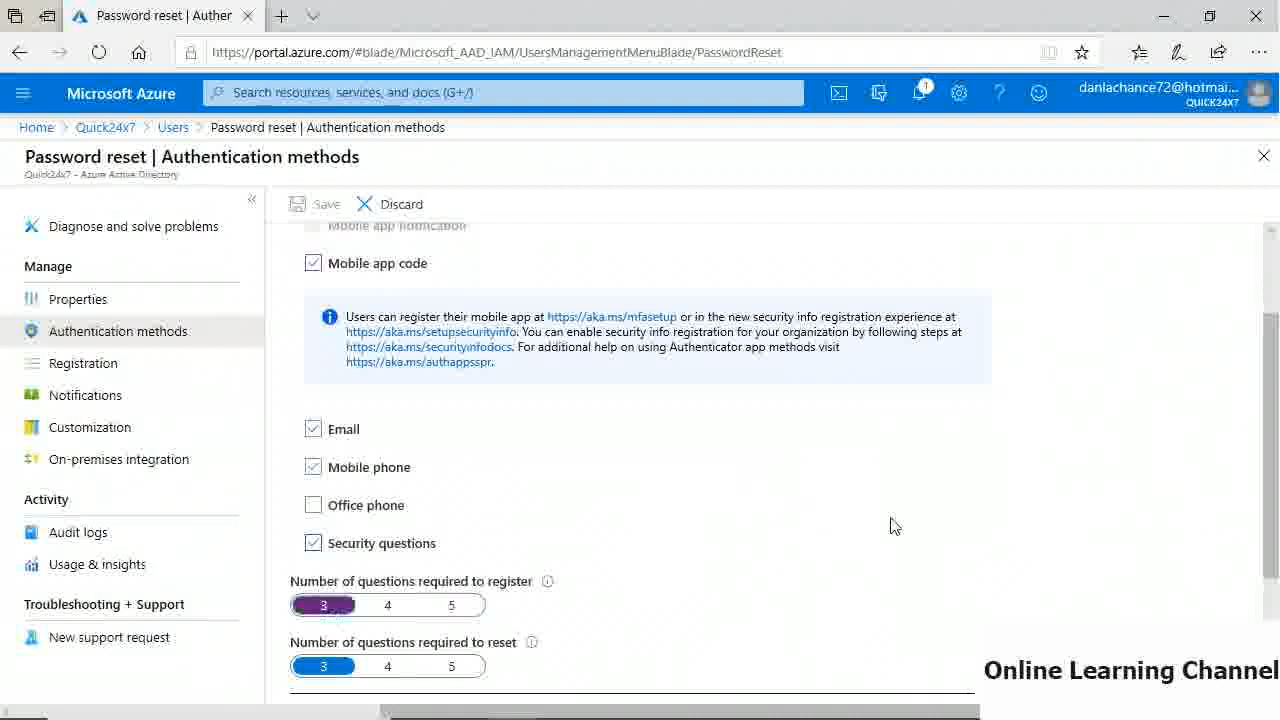 Password reset | Auther
https://portal.azure.com/#blade/Microsoft_AAD_IAM/UsersManagementMenuBlade/PasswordReset
Microsoft Azure
Search resources, services, and docs (G+/)
1
danlachance72@hotmai...
QUICK24X7
Home > Quick24x7 > Users > Password reset | Authentication methods
Password reset | Authentication methods
Quick24x7 - Azure Active Directory
Save
Discard
Diagnose and solve problems
Manage
Properties
Authentication methods
Registration
Notifications
Customization
On-premises integration
Activity
Audit logs
Usage & insights
Troubleshooting + Support
New support request
Mobile app notification
Mobile app code
Users can register their mobile app at https://aka.ms/mfasetup or in the new security info registration experience at
https://aka.ms/setupsecurityinfo. You can enable security info registration for your organization by following steps at
https://aka.ms/securityinfodocs. For additional help on using Authenticator app methods visit
https://aka.ms/authappsspr.
Email
Mobile phone
Office phone
Security questions
Number of questions required to register
3 4 5
Number of questions required to reset
3 4 5
Online Learning Channel